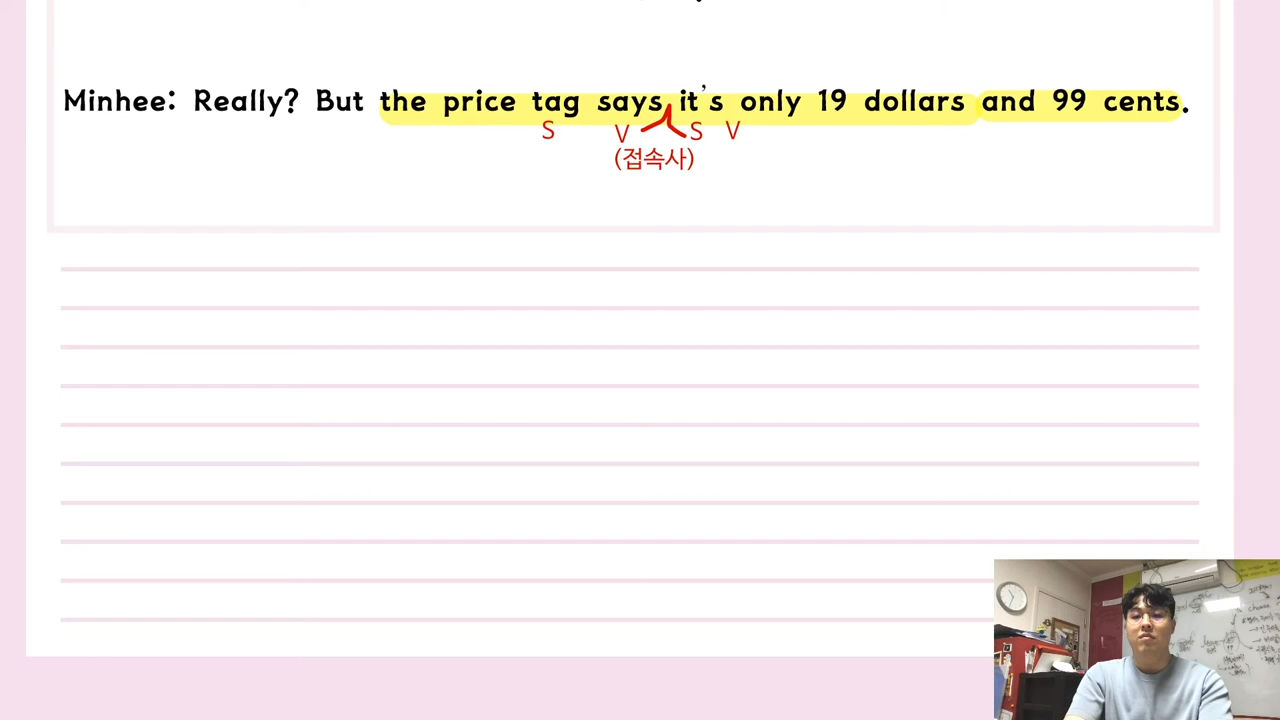 Minhee: Really? But the price tag says it's only 19 dollars and 99 cents.
S V S V
(접속사)